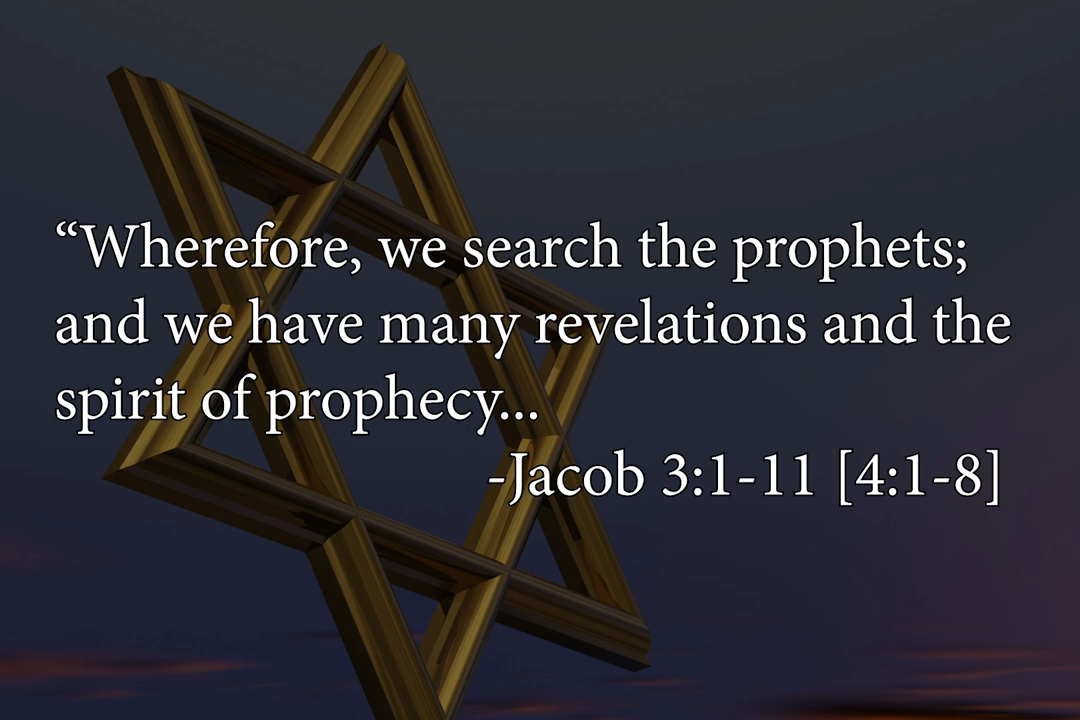 “Wherefore, we search the prophets;
and we have many revelations and the
spirit of prophecy...
-Jacob 3:1-11 [4:1-8]